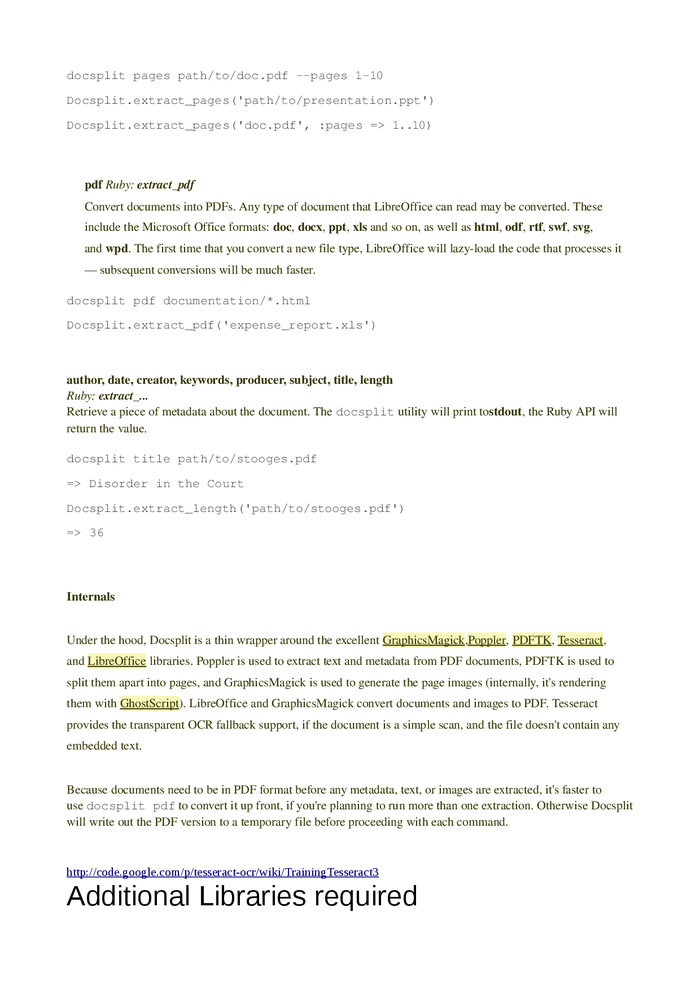 docsplit pages path/to/doc.pdf --pages 1-10
Docsplit.extract_pages('path/to/presentation.ppt')
Docsplit.extract_pages('doc.pdf', :pages => 1..10)
pdf Ruby: extract_pdf
Convert documents into PDFs. Any type of document that LibreOffice can read may be converted. These
include the Microsoft Office formats: doc, docx, ppt, xls and so on, as well as html, odf, rtf, swf, svg,
and wpd. The first time that you convert a new file type, LibreOffice will lazy-load the code that processes it
— subsequent conversions will be much faster.
docsplit pdf documentation/*.html
Docsplit.extract_pdf('expense_report.xls')
author, date, creator, keywords, producer, subject, title, length
Ruby: extract_...
Retrieve a piece of metadata about the document. The docsplit utility will print tostdout, the Ruby API will
return the value.
docsplit title path/to/stooges.pdf
=> Disorder in the Court
Docsplit.extract_length('path/to/stooges.pdf')
=> 36
Internals
Under the hood, Docsplit is a thin wrapper around the excellent GraphicsMagick,Poppler, PDFTK, Tesseract,
and LibreOffice libraries. Poppler is used to extract text and metadata from PDF documents, PDFTK is used to
split them apart into pages, and GraphicsMagick is used to generate the page images (internally, it's rendering
them with GhostScript). LibreOffice and GraphicsMagick convert documents and images to PDF. Tesseract
provides the transparent OCR fallback support, if the document is a simple scan, and the file doesn't contain any
embedded text.
Because documents need to be in PDF format before any metadata, text, or images are extracted, it's faster to
use docsplit pdf to convert it up front, if you're planning to run more than one extraction. Otherwise Docsplit
will write out the PDF version to a temporary file before proceeding with each command.
http://code.google.com/p/tesseract-ocr/wiki/TrainingTesseract3
Additional Libraries required